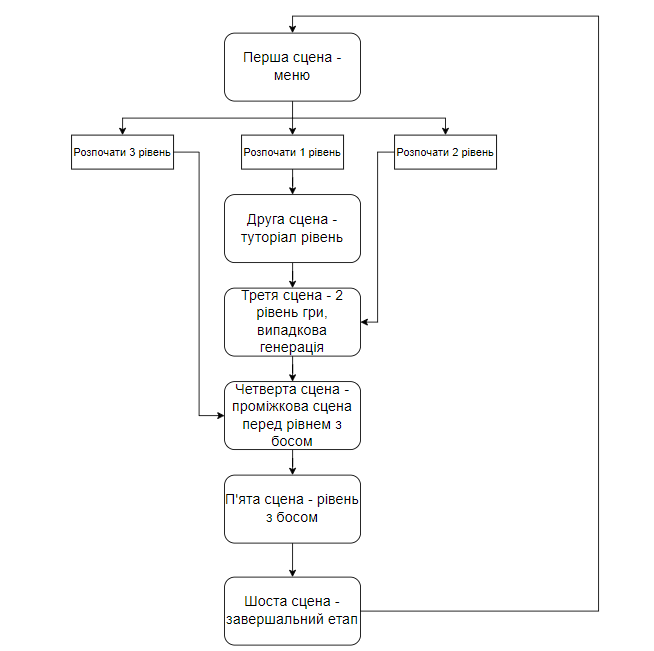 Перша сцена -
меню
Розпочати 3 рівень
Розпочати 1 рівень
Розпочати 2 рівень
Друга сцена -
туторіал рівень
Третя сцена - 2
рівень гри,
випадкова
генерація
Четверта сцена -
проміжкова сцена
перед рівнем з
босом
П'ята сцена - рівень
з босом
Шоста сцена -
завершальний етап